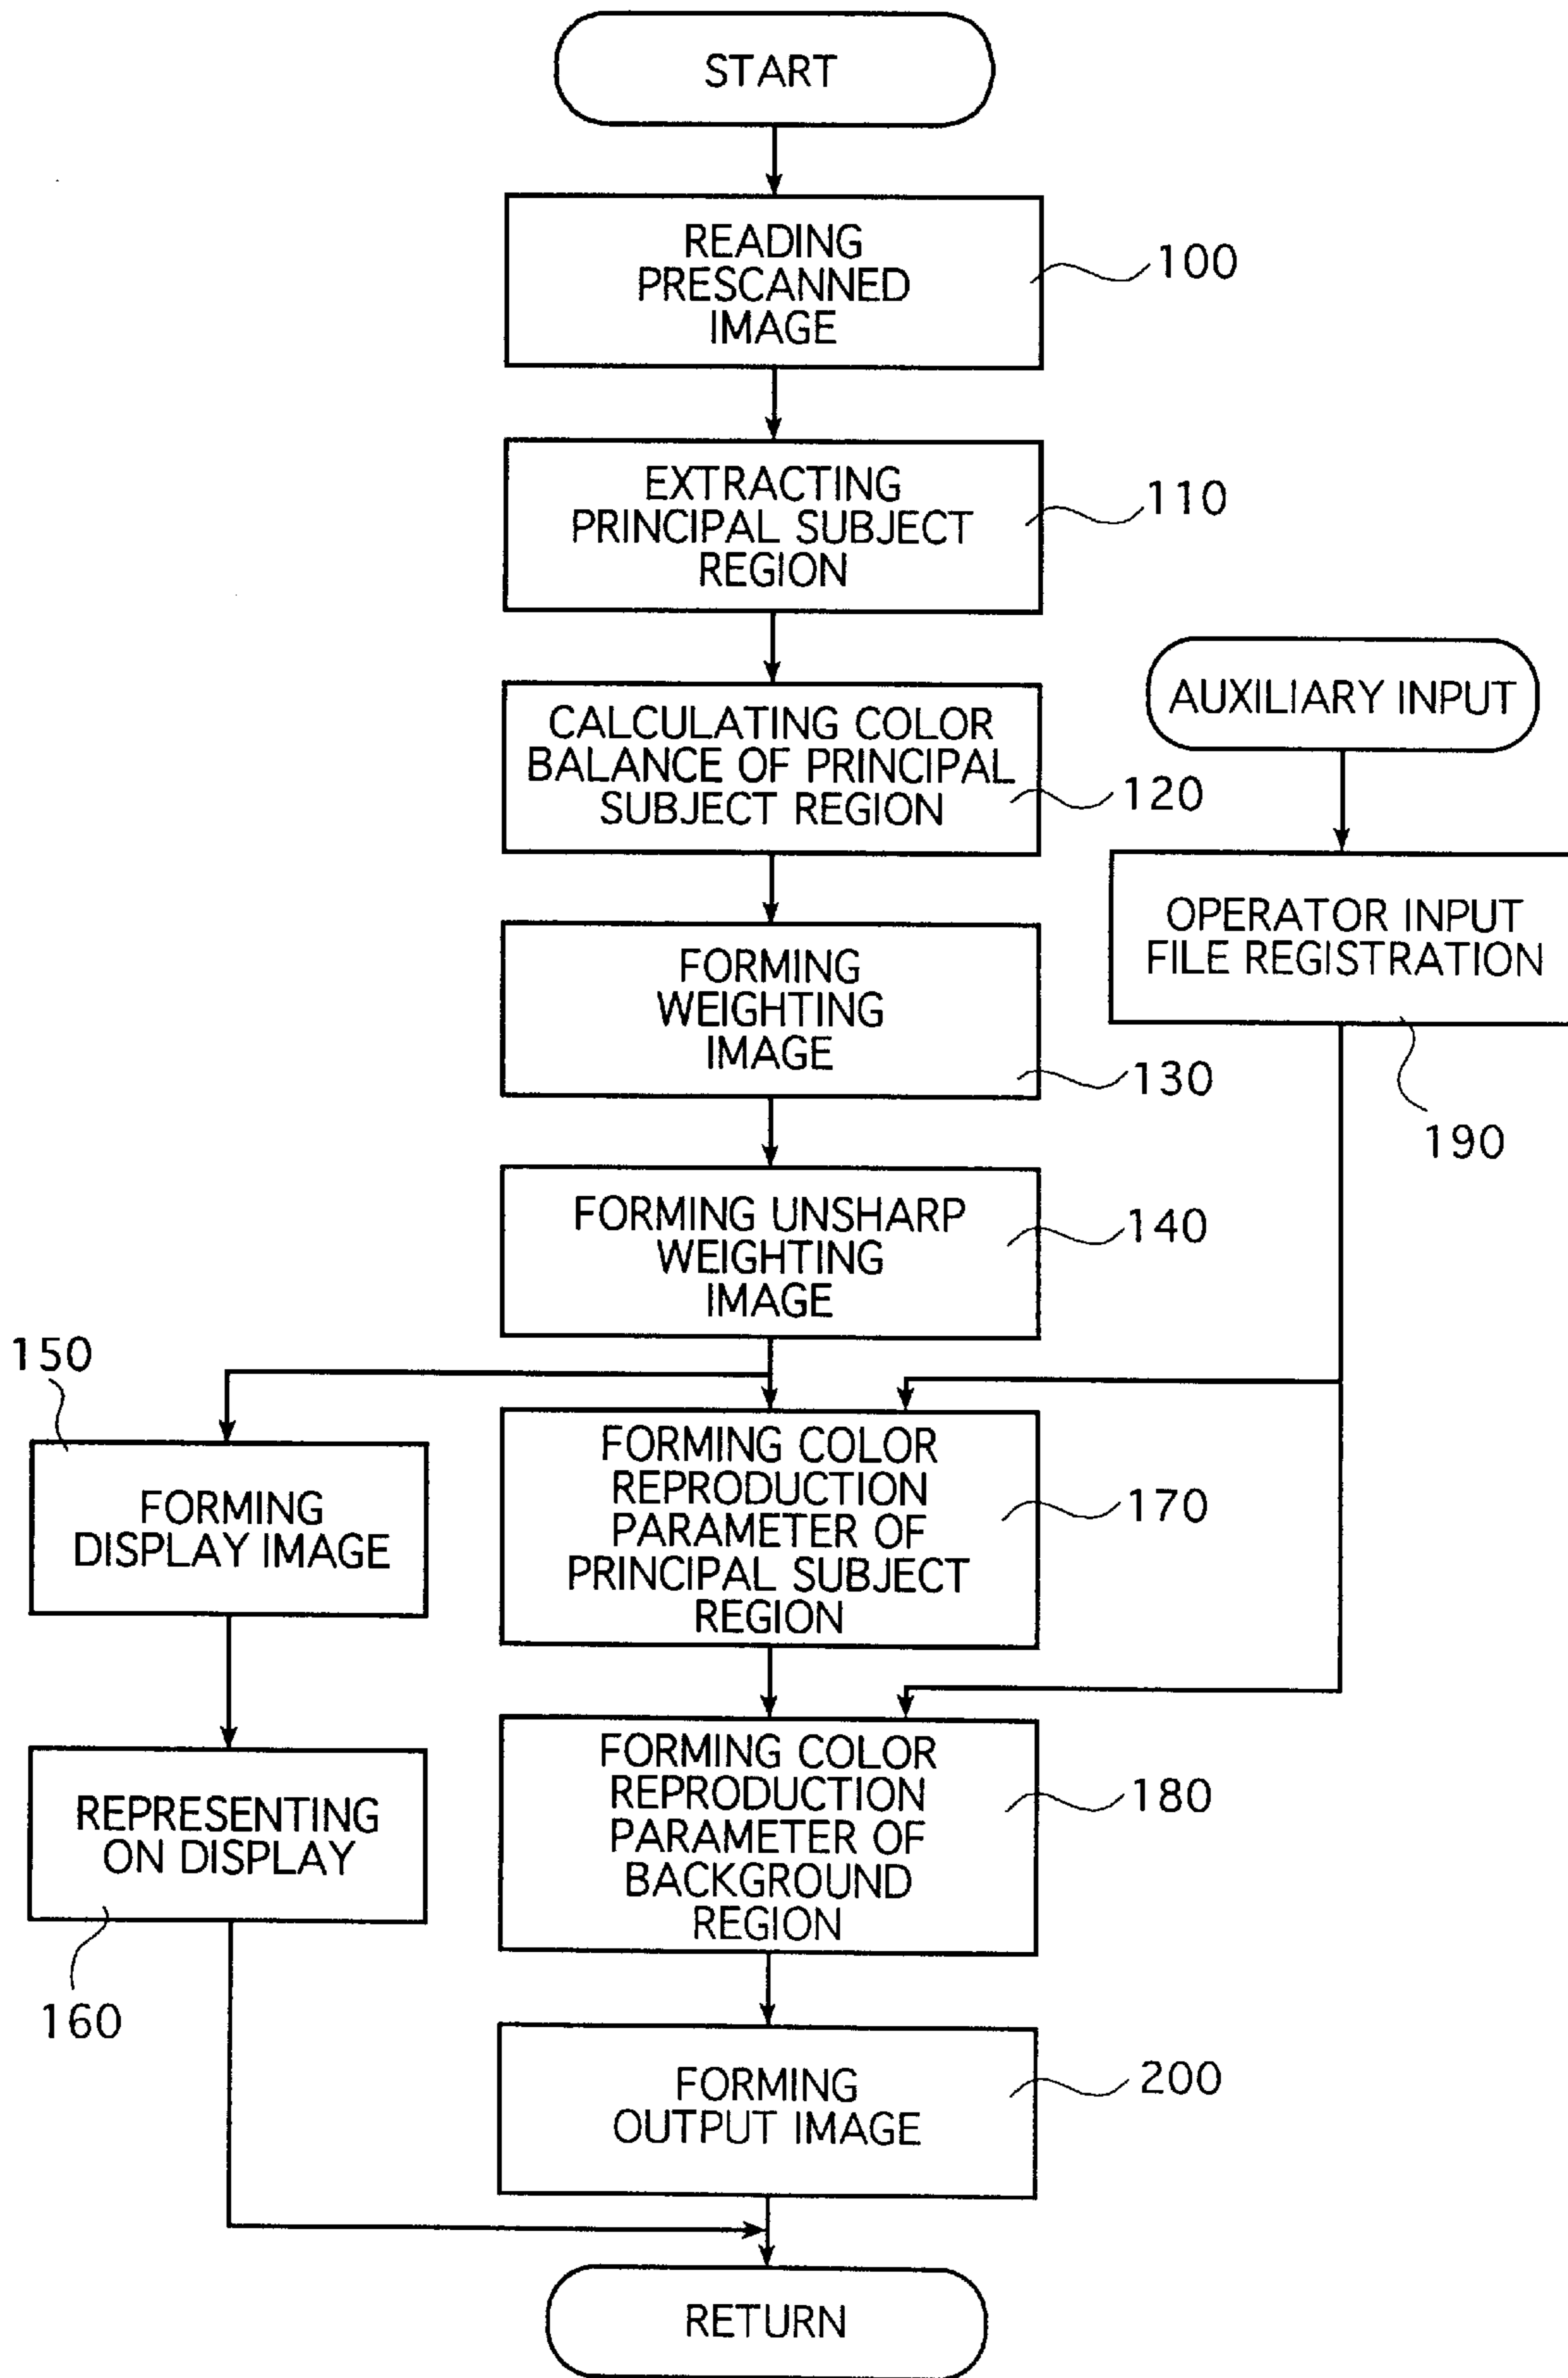 START
READING
PRESCANNED
IMAGE
100
EXTRACTING
PRINCIPAL SUBJECT
REGION
110
CALCULATING COLOR
BALANCE OF PRINCIPAL
SUBJECT REGION
120
AUXILIARY INPUT
OPERATOR INPUT
FILE REGISTRATION
190
FORMING
WEIGHTING
IMAGE
130
FORMING UNSHARP
WEIGHTING
IMAGE
140
150
FORMING
DISPLAY IMAGE
FORMING COLOR
REPRODUCTION
PARAMETER OF
PRINCIPAL SUBJECT
REGION
170
REPRESENTING
ON DISPLAY
160
FORMING COLOR
REPRODUCTION
PARAMETER OF
BACKGROUND
REGION
180
FORMING
OUTPUT IMAGE
200
RETURN